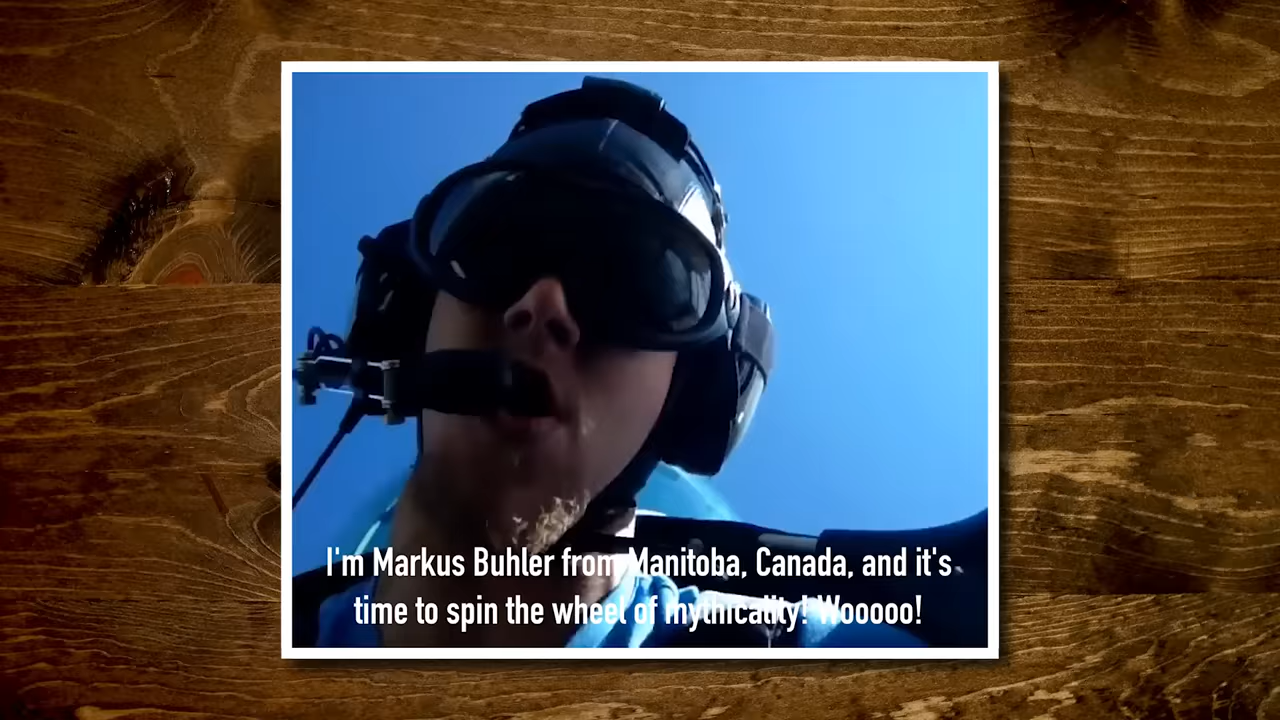 I'm Markus Buhler from Manitoba, Canada, and it's
time to spin the wheel of mythicality! Wooooo!